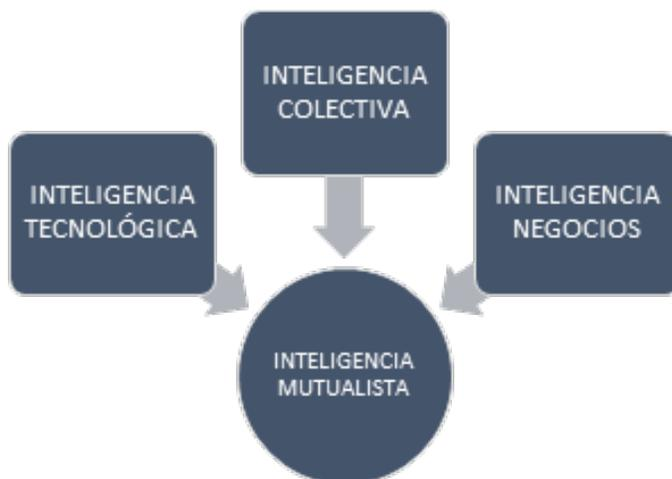 INTELIGENCIA
COLECTIVA
INTELIGENCIA
TECNOLÓGICA
INTELIGENCIA
NEGOCIOS
INTELIGENCIA
MUTUALISTA